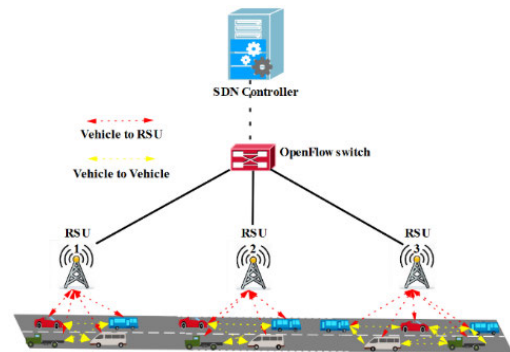 SDN Controller
Vehicle to RSU
OpenFlow switch
Vehicle to Vehicle
RSU
1
RSU
2
RSU
3